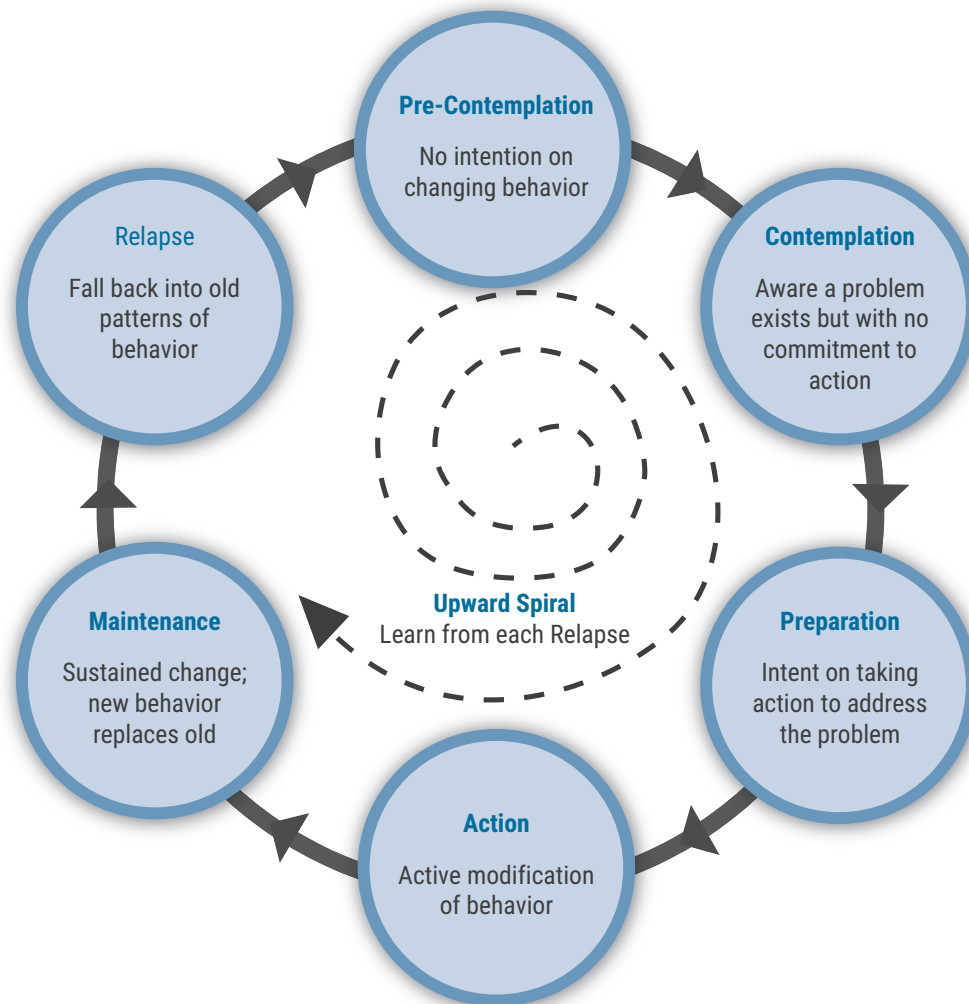 Pre-Contemplation
No intention on
changing behavior
Contemplation
Aware a problem
exists but with no
commitment to
action
Preparation
Intent on taking
action to address
the problem
Action
Active modification
of behavior
Maintenance
Sustained change;
new behavior
replaces old
Relapse
Fall back into old
patterns of
behavior
Upward Spiral
Learn from each Relapse